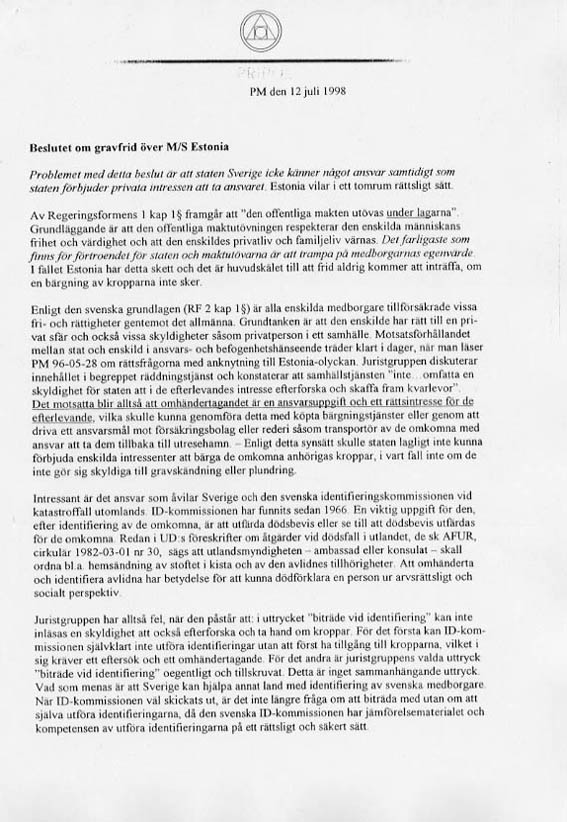 PM den 12 juli 1998
Beslutet om gravfrid över M/S Estonia
Problemet med detta beslut är att staten Sverige icke känner något ansvar samtidigt som
staten förbjuder privata intressen att ta ansvaret. Estonia vilar i ett tomrum rättsligt sätt.
Av Regeringsformens 1 kap 1§ framgår att "den offentliga makten utövas under lagarna".
Grundläggande är att den offentliga maktutövningen respekterar den enskilda människans
frihet och värdighet och att den enskildes privatliv och familjeliv värnas. Det farligaste som
finns för förtroendet för staten och maktutövarna är att trampa på medborgarnas egenvärde.
I fallet Estonia har detta skett och det är huvudskälet till att frid aldrig kommer att inträffa, om
en bärgning av kropparna inte sker.
Enligt den svenska grundlagen (RF 2 kap 1§) är alla enskilda medborgare tillförsäkrade vissa
fri- och rättigheter gentemot det allmänna. Grundtanken är att den enskilde har rätt till en pri-
vat sfär och också vissa skyldigheter såsom privatperson i ett samhälle. Motsatsförhållandet
mellan stat och enskild i ansvars- och befogenhetshänseende träder klart i dager, när man läser
PM 96-05-28 om rättsfrågorna med anknytning till Estonia-olyckan. Juristgruppen diskuterar
innehållet i begreppet räddningstjänst och konstaterar att samhällstjänsten "inte... omfatta en
skyldighet för staten att i de efterlevandes intresse efterforska och skaffa fram kvarlevor".
Det motsatta blir alltså att omhändertagandet är en ansvarsuppgift och ett rättsintresse för de
efterlevande, vilka skulle kunna genomföra detta med köpta bärgningstjänster eller genom att
driva ett ansvarsmål mot försäkringsbolag eller rederi såsom transportör av de omkomna med
ansvar att ta dem tillbaka till utresehamn. – Enligt detta synsätt skulle staten lagligt inte kunna
förbjuda enskilda intressenter att bärga de omkomna anhörigas kroppar, i vart fall inte om de
inte gör sig skyldiga till gravskändning eller plundring.
Intressant är det ansvar som åvilar Sverige och den svenska identifieringskommissionen vid
katastroffall utomlands. ID-kommissionen har funnits sedan 1966. En viktig uppgift för den,
efter identifiering av de omkomna, är att utfärda dödsbevis eller se till att dödsbevis utfärdas
för de omkomna. Redan i UD:s föreskrifter om åtgärder vid dödsfall i utlandet, de sk AFUR,
cirkulär 1982-03-01 nr 30, sägs att utlandsmyndigheten – ambassad eller konsulat – skall
ordna bl.a. hemsändning av stoftet i kista och av den avlidnes tillhörigheter. Att omhänderta
och identifiera avlidna har betydelse för att kunna dödförklara en person ur arvsrättsligt och
socialt perspektiv.
Juristgruppen har alltså fel, när den påstår att: i uttrycket "biträde vid identifiering" kan inte
inläsas en skyldighet att också efterforska och ta hand om kroppar. För det första kan ID-kom-
missionen självklart inte utföra identifieringar utan att först ha tillgång till kropparna, vilket i
sig kräver ett eftersök och ett omhändertagande. För det andra är juristgruppens valda uttryck
"biträde vid identifiering" oegentligt och tillskruvat. Detta är inget sammanhängande uttryck.
Vad som menas är att Sverige kan hjälpa annat land med identifiering av svenska medborgare.
När ID-kommissionen väl skickats ut, är det inte längre fråga om att biträda med utan om att
själva utföra identifieringarna, då den svenska ID-kommissionen har jämförelsematerialet och
kompetensen av utföra identifieringarna på ett rättsligt och säkert sätt.